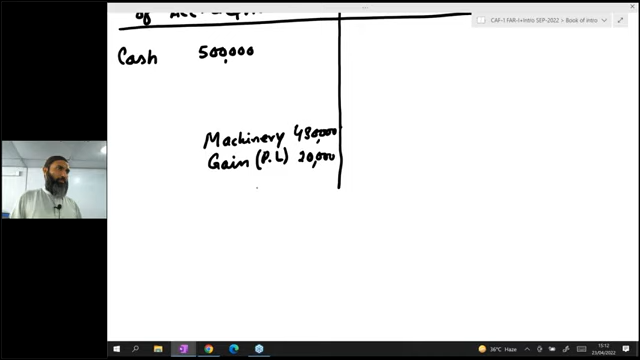 CAF-1 FAR-I+Intro SEP-2022 > Book of intro
of
Cash 500,000
Machinery 480,000
Gain (P.L) 20,000
36°C Haze
15:12
23/04/2022